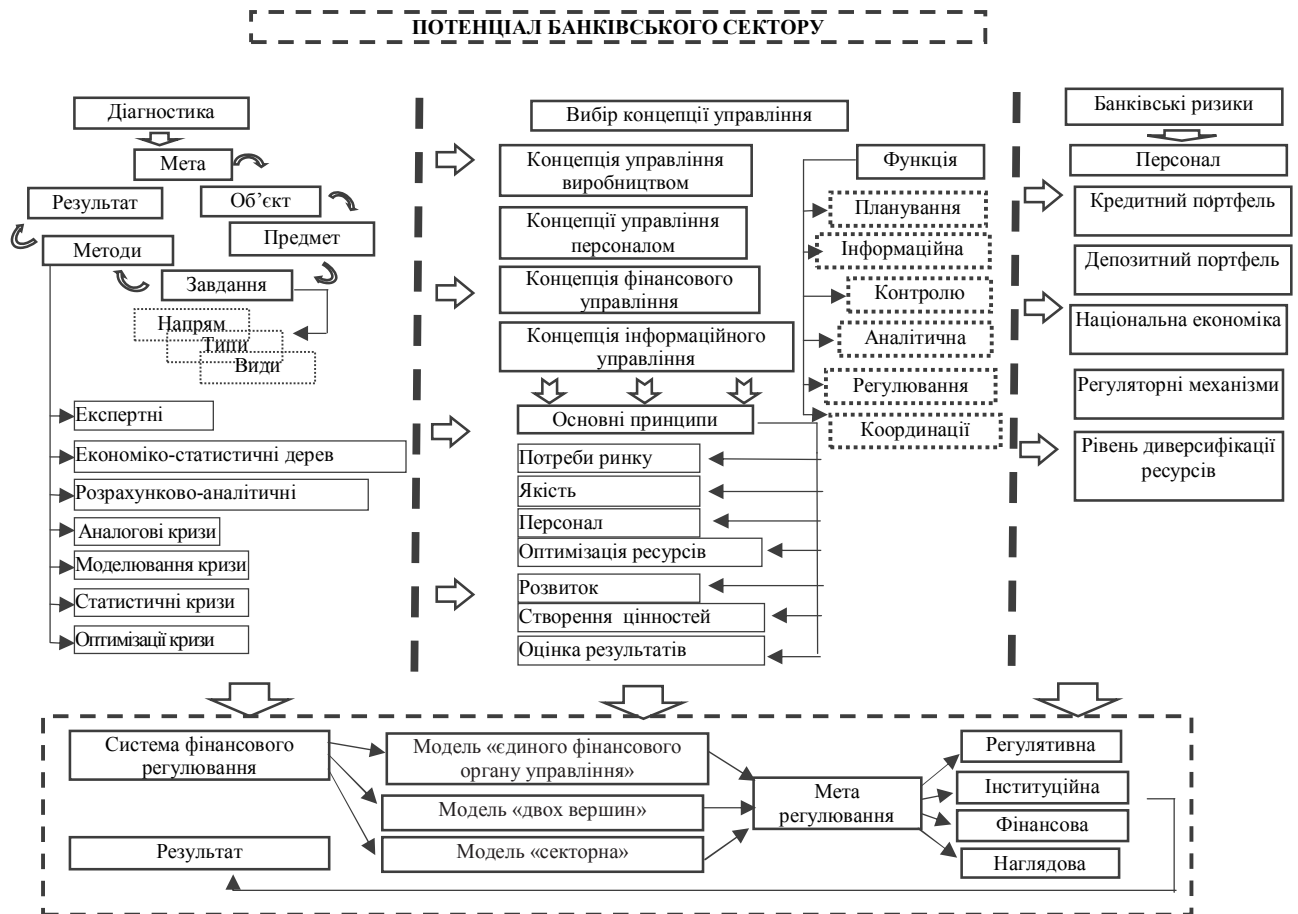 ПОТЕНЦІАЛ БАНКІВСЬКОГО СЕКТОРУ
Діагностика
Мета
Об’єкт
Результат
Предмет
Методи
Завдання
Напрям
Типи
Види
Експертні
Економіко-статистичні дерев
Розрахунково-аналітичні
Аналогові кризи
Моделювання кризи
Статистичні кризи
Оптимізації кризи
Вибір концепції управління
Концепція управління
виробництвом
Концепції управління
персоналом
Концепція фінансового
управління
Концепція інформаційного
управління
Функція
Планування
Інформаційна
Контролю
Аналітична
Регулювання
Координації
Основні принципи
Потреби ринку
Якість
Персонал
Оптимізація ресурсів
Розвиток
Створення цінностей
Оцінка результатів
Банківські ризики
Персонал
Кредитний портфель
Депозитний портфель
Національна економіка
Регуляторні механізми
Рівень диверсифікації
ресурсів
Система фінансового
регулювання
Результат
Модель «єдиного фінансового
органу управління»
Модель «двох вершин»
Модель «секторна»
Мета
регулювання
Регулятивна
Інституційна
Фінансова
Наглядова